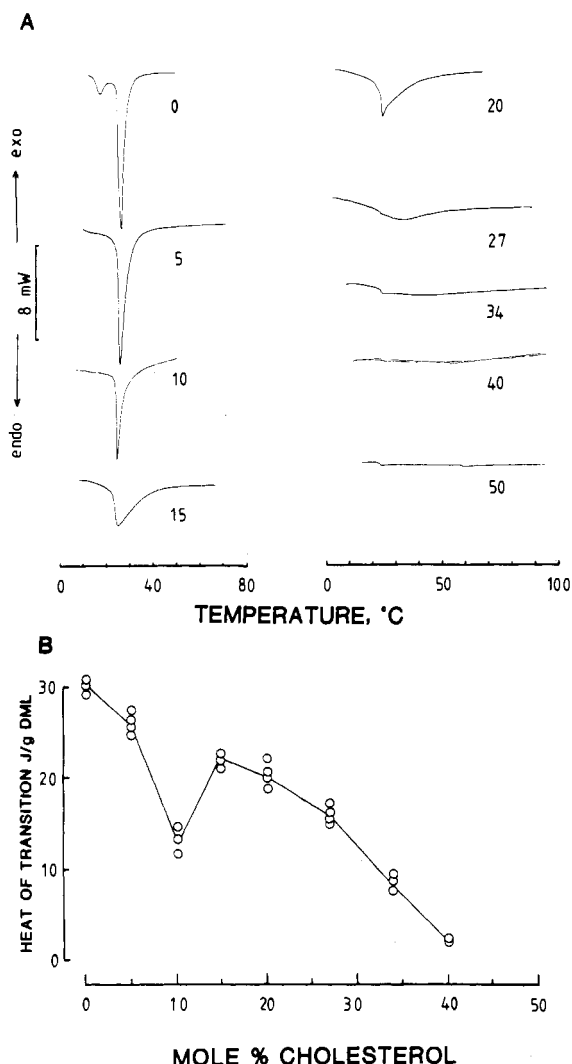 A
exo
8 mW
endo
0
5
10
15
20
27
34
40
50
0 40 80
0 50 100
TEMPERATURE, °C
B
HEAT OF TRANSITION J/g DML
30
20
10
0
0 10 20 30 40 50
MOLE % CHOLESTEROL